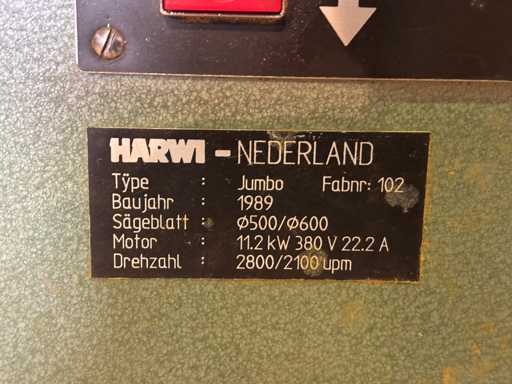 HARWI - NEDERLAND
Tÿpe : Jumbo Fabnr: 102
Baujahr : 1989
Sägeblatt : Ø500/Ø600
Motor : 11.2 kW 380 V 22.2 A
Drehzahl : 2800/2100 upm